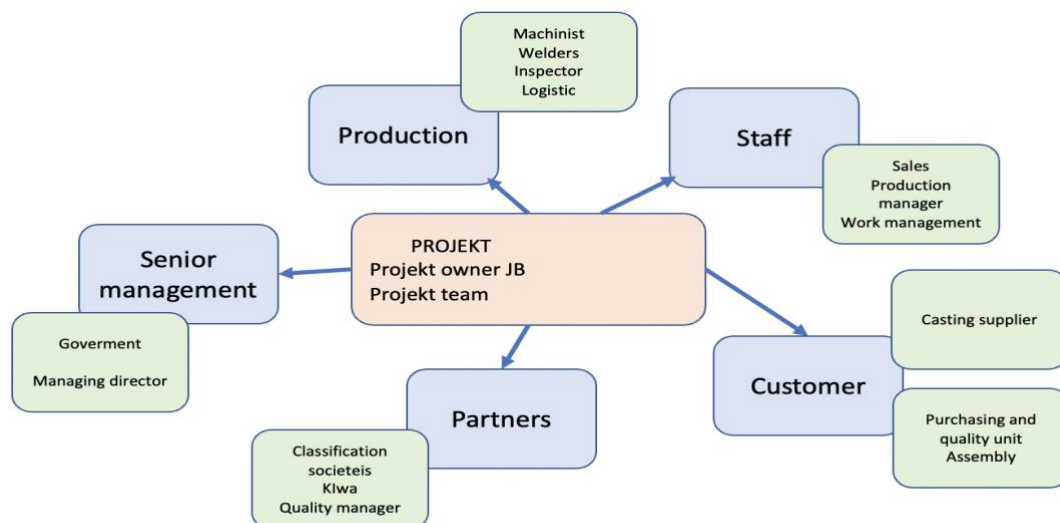 Machinist
Welders
Inspector
Logistic
Production
Staff
Sales
Production
manager
Work management
PROJEKT
Projekt owner JB
Projekt team
Senior
management
Goverment
Managing director
Casting supplier
Customer
Purchasing and
quality unit
Assembly
Partners
Classification
societeis
KIwa
Quality manager